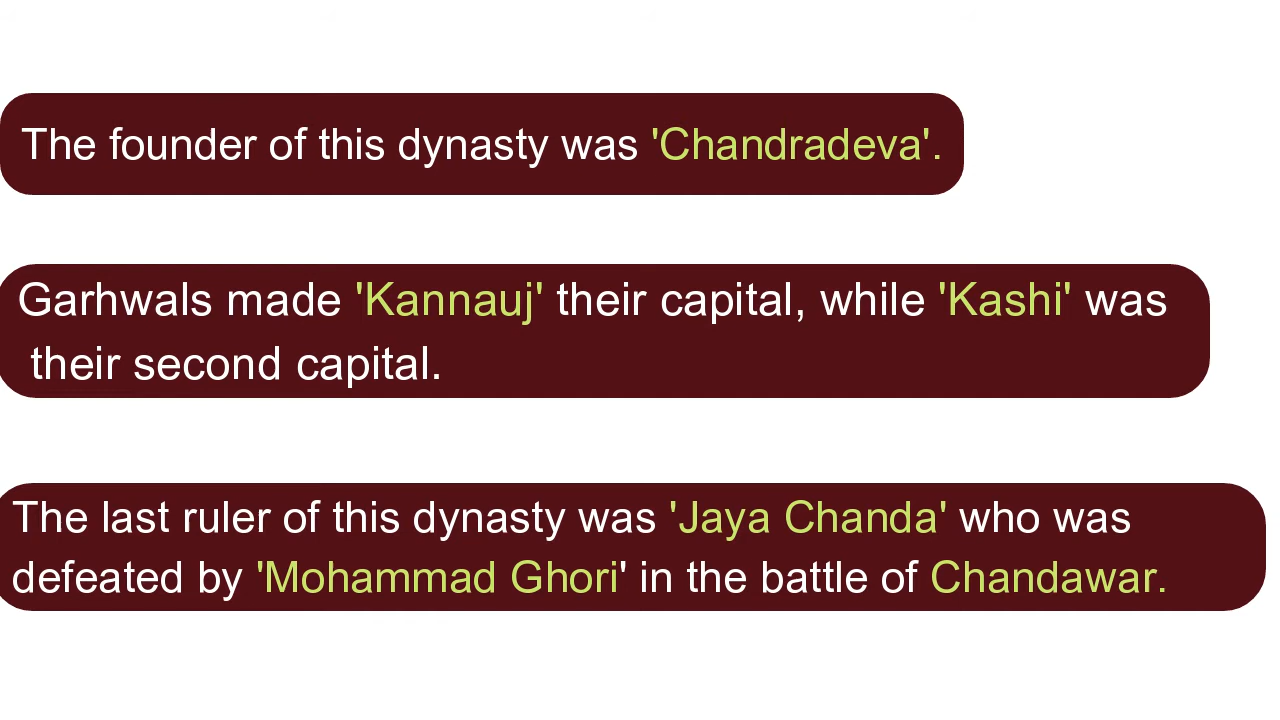 The founder of this dynasty was 'Chandradeva'.
Garhwals made 'Kannauj' their capital, while 'Kashi' was
their second capital.
The last ruler of this dynasty was 'Jaya Chanda' who was
defeated by 'Mohammad Ghori' in the battle of Chandawar.